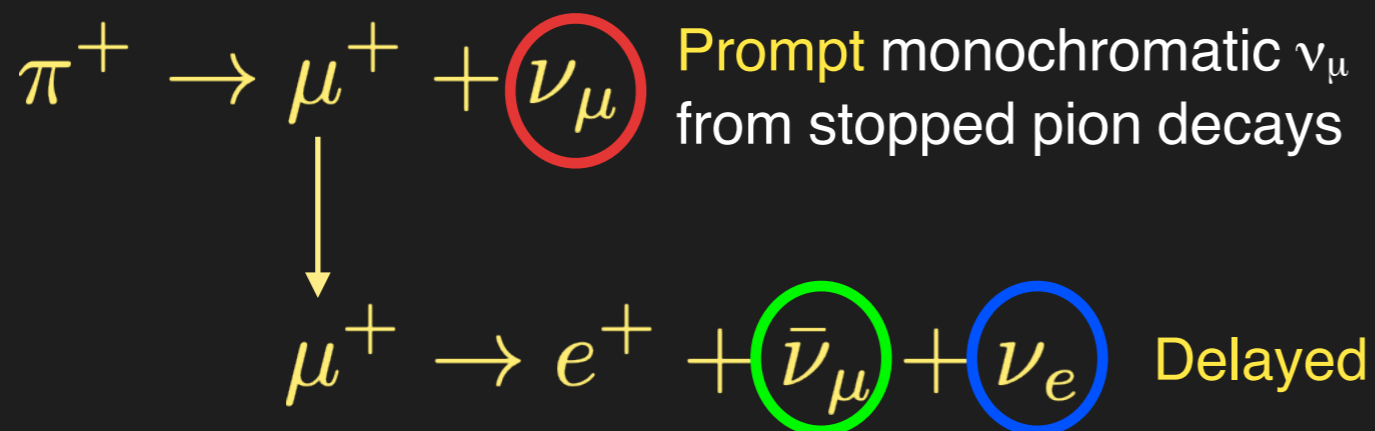 π⁺ → μ⁺ + ν_μ Prompt monochromatic ν_μ
from stopped pion decays
μ⁺ → e⁺ + ν̄_μ + ν_e Delayed